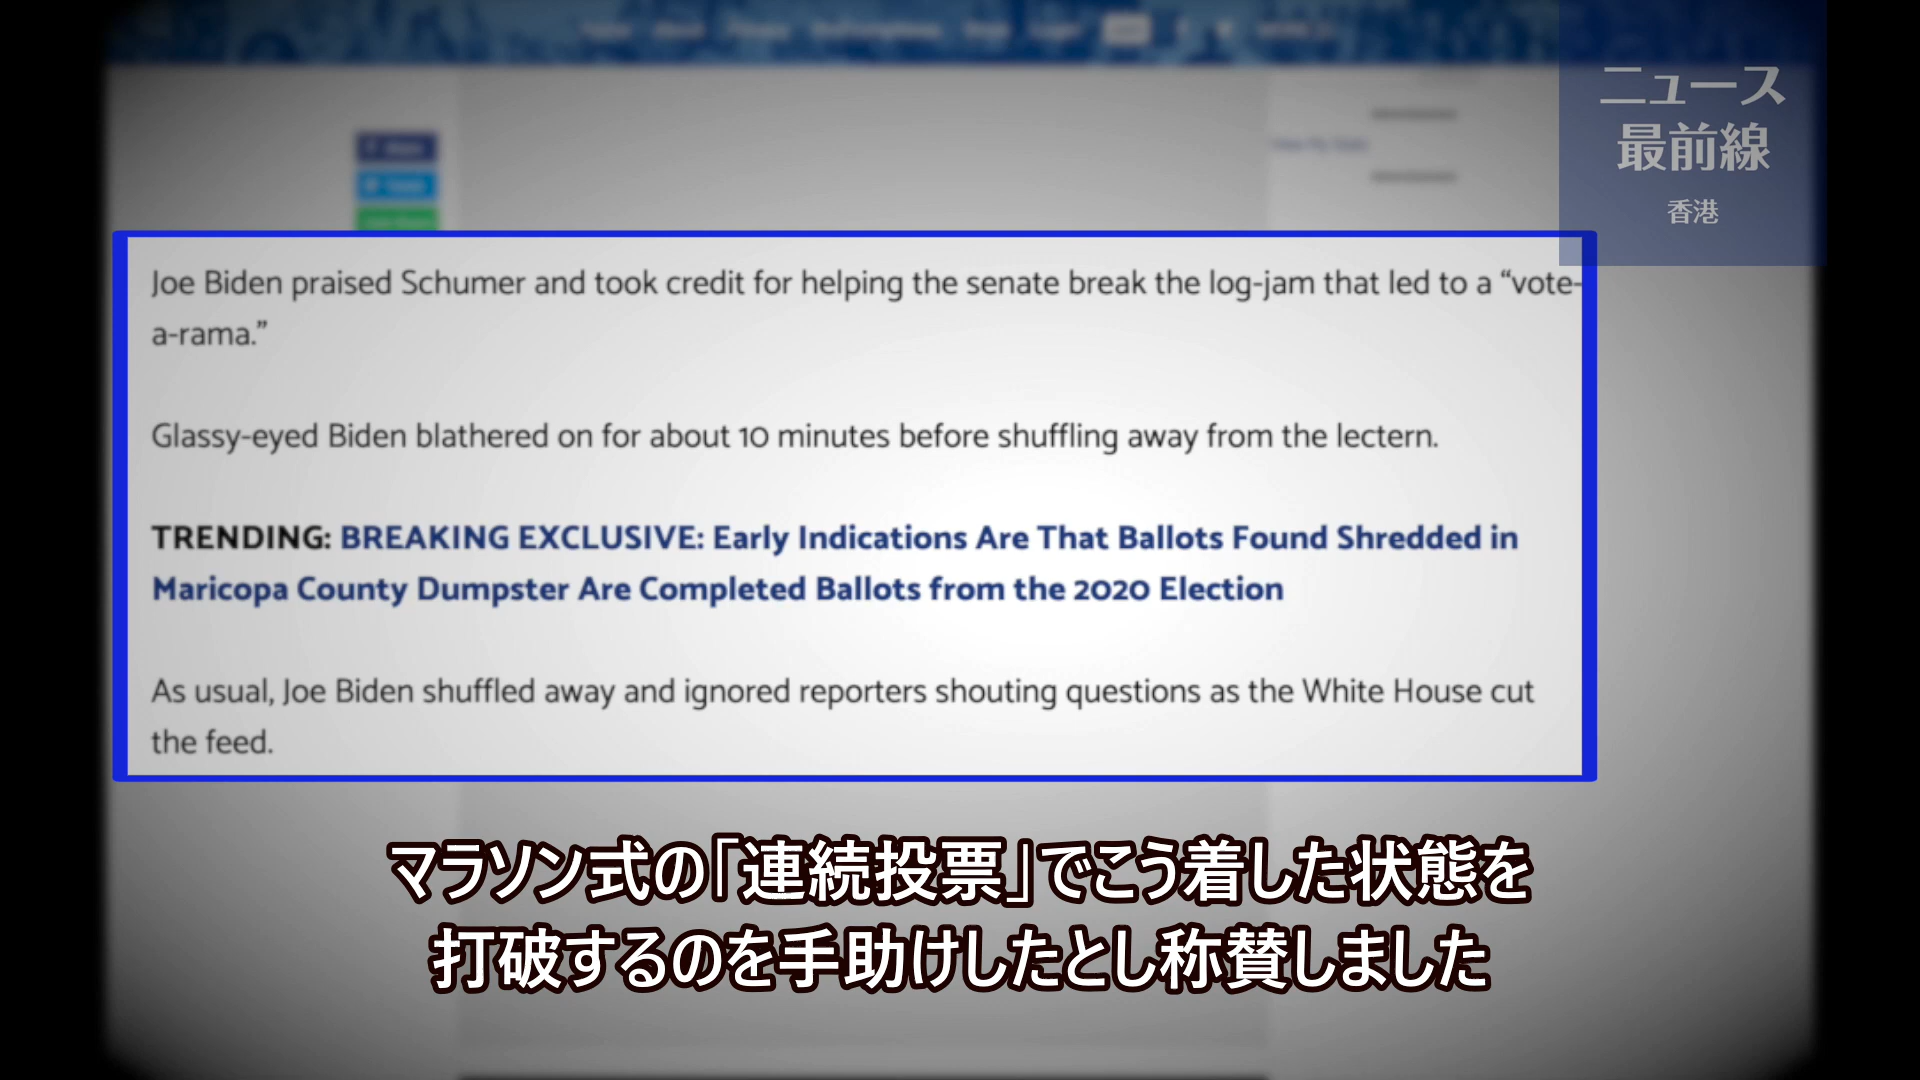 ニュース
最前線
香港
Joe Biden praised Schumer and took credit for helping the senate break the log-jam that led to a “vote-
a-rama.”
Glassy-eyed Biden blathered on for about 10 minutes before shuffling away from the lectern.
TRENDING: BREAKING EXCLUSIVE: Early Indications Are That Ballots Found Shredded in
Maricopa County Dumpster Are Completed Ballots from the 2020 Election
As usual, Joe Biden shuffled away and ignored reporters shouting questions as the White House cut
the feed.
マラソン式の「連続投票」でこう着した状態を
打破するのを手助けしたとし称賛しました